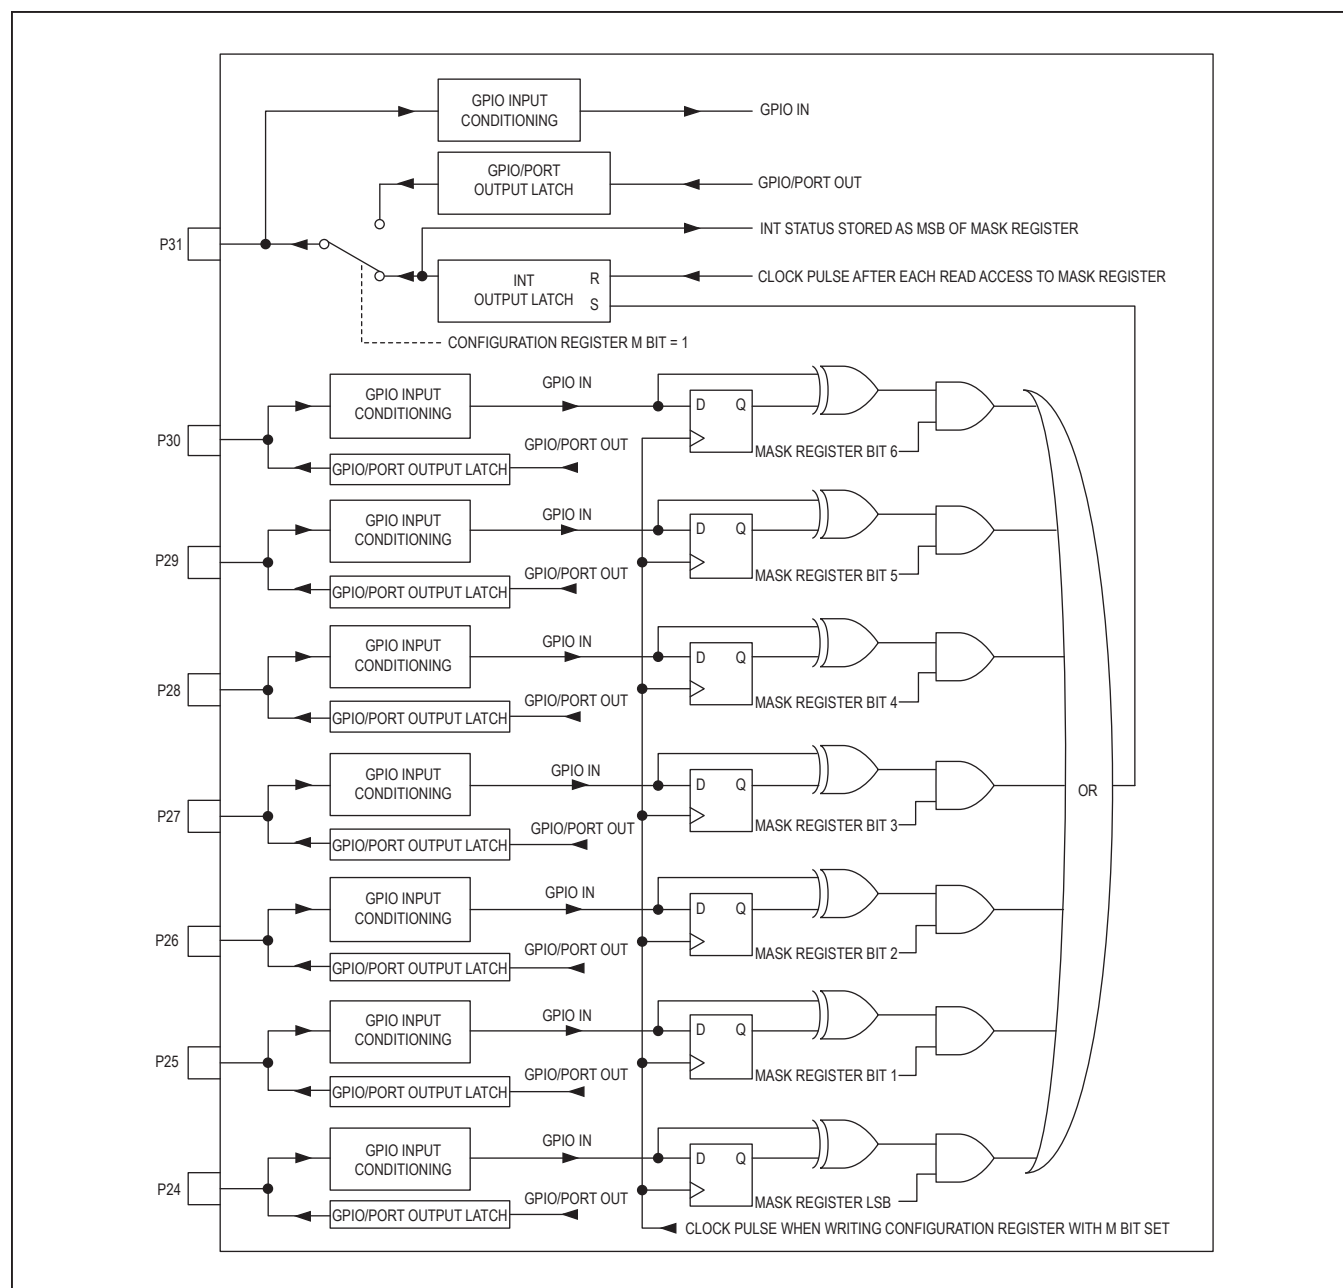 GPIO INPUT
CONDITIONING
GPIO IN
GPIO/PORT
OUTPUT LATCH
GPIO/PORT OUT
P31
INT STATUS STORED AS MSB OF MASK REGISTER
INT
OUTPUT LATCH
R
S
CLOCK PULSE AFTER EACH READ ACCESS TO MASK REGISTER
CONFIGURATION REGISTER M BIT = 1
P30
GPIO INPUT
CONDITIONING
GPIO IN
GPIO/PORT OUTPUT LATCH
GPIO/PORT OUT
D Q
MASK REGISTER BIT 6
P29
GPIO INPUT
CONDITIONING
GPIO IN
GPIO/PORT OUTPUT LATCH
GPIO/PORT OUT
D Q
MASK REGISTER BIT 5
P28
GPIO INPUT
CONDITIONING
GPIO IN
GPIO/PORT OUTPUT LATCH
GPIO/PORT OUT
D Q
MASK REGISTER BIT 4
P27
GPIO INPUT
CONDITIONING
GPIO IN
GPIO/PORT OUTPUT LATCH
GPIO/PORT OUT
D Q
MASK REGISTER BIT 3
OR
P26
GPIO INPUT
CONDITIONING
GPIO IN
GPIO/PORT OUTPUT LATCH
GPIO/PORT OUT
D Q
MASK REGISTER BIT 2
P25
GPIO INPUT
CONDITIONING
GPIO IN
GPIO/PORT OUTPUT LATCH
GPIO/PORT OUT
D Q
MASK REGISTER BIT 1
P24
GPIO INPUT
CONDITIONING
GPIO IN
GPIO/PORT OUTPUT LATCH
GPIO/PORT OUT
D Q
MASK REGISTER LSB
CLOCK PULSE WHEN WRITING CONFIGURATION REGISTER WITH M BIT SET